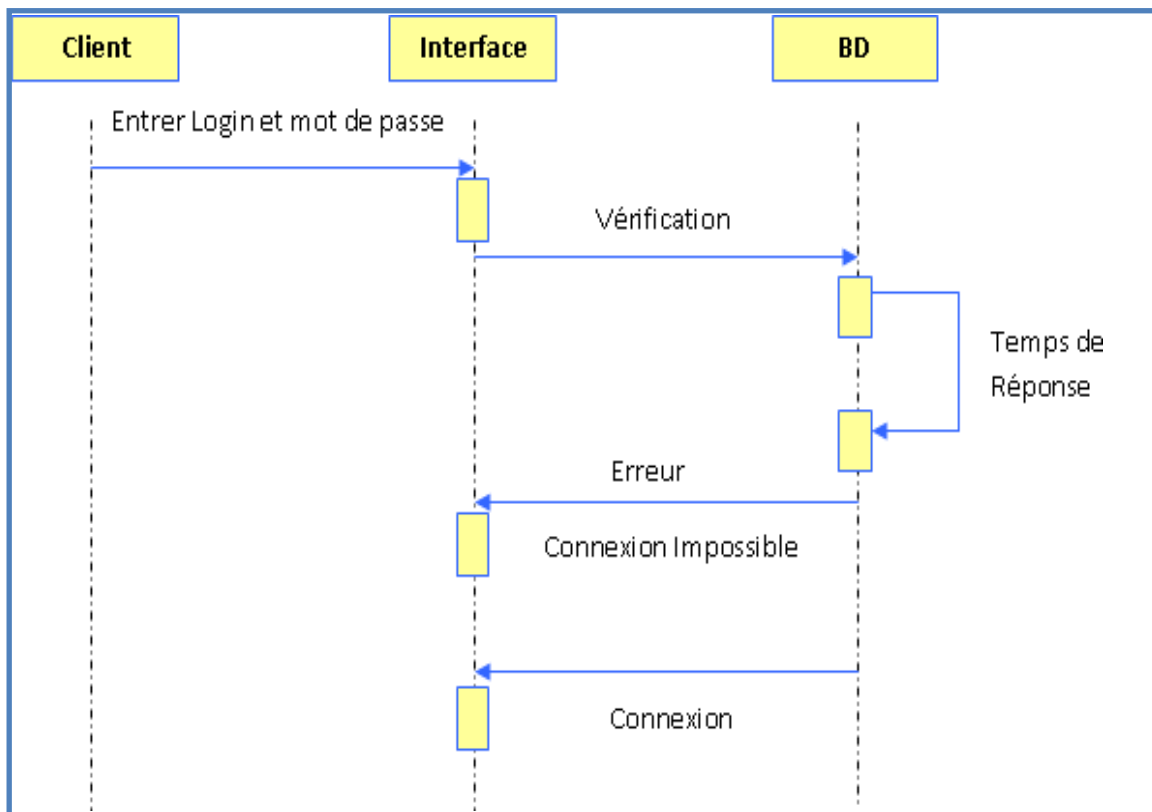 Client
Interface
BD
Entrer Login et mot de passe
Vérification
Temps de
Réponse
Erreur
Connexion Impossible
Connexion